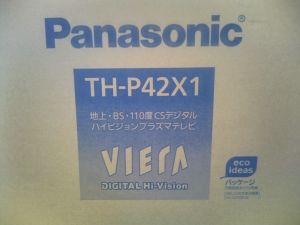 Panasonic
TH-P42X1
地上・BS・110度CSデジタル
ハイビジョンプラズマテレビ
VIERA
DIGITAL Hi-Vision
eco
ideas
パッケージ